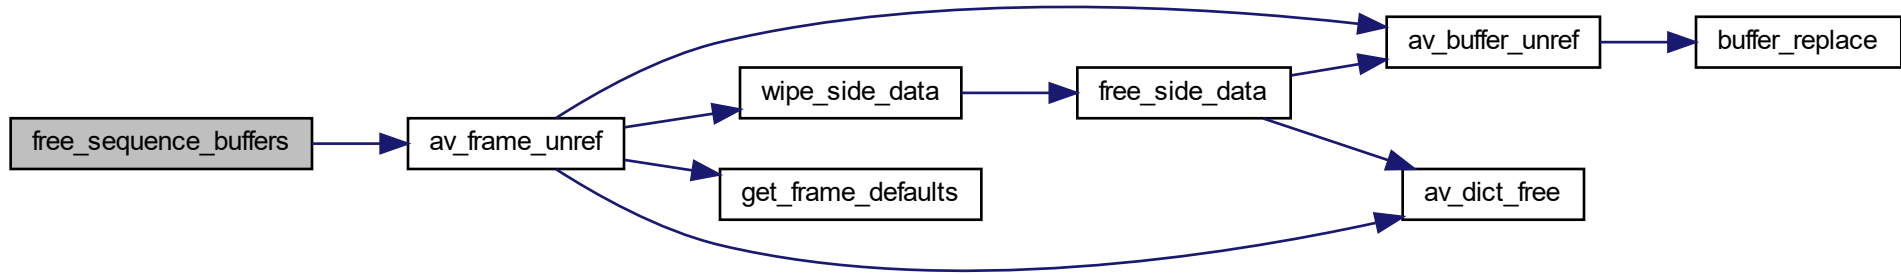 free_sequence_buffers
av_frame_unref
wipe_side_data
get_frame_defaults
free_side_data
av_buffer_unref
av_dict_free
buffer_replace